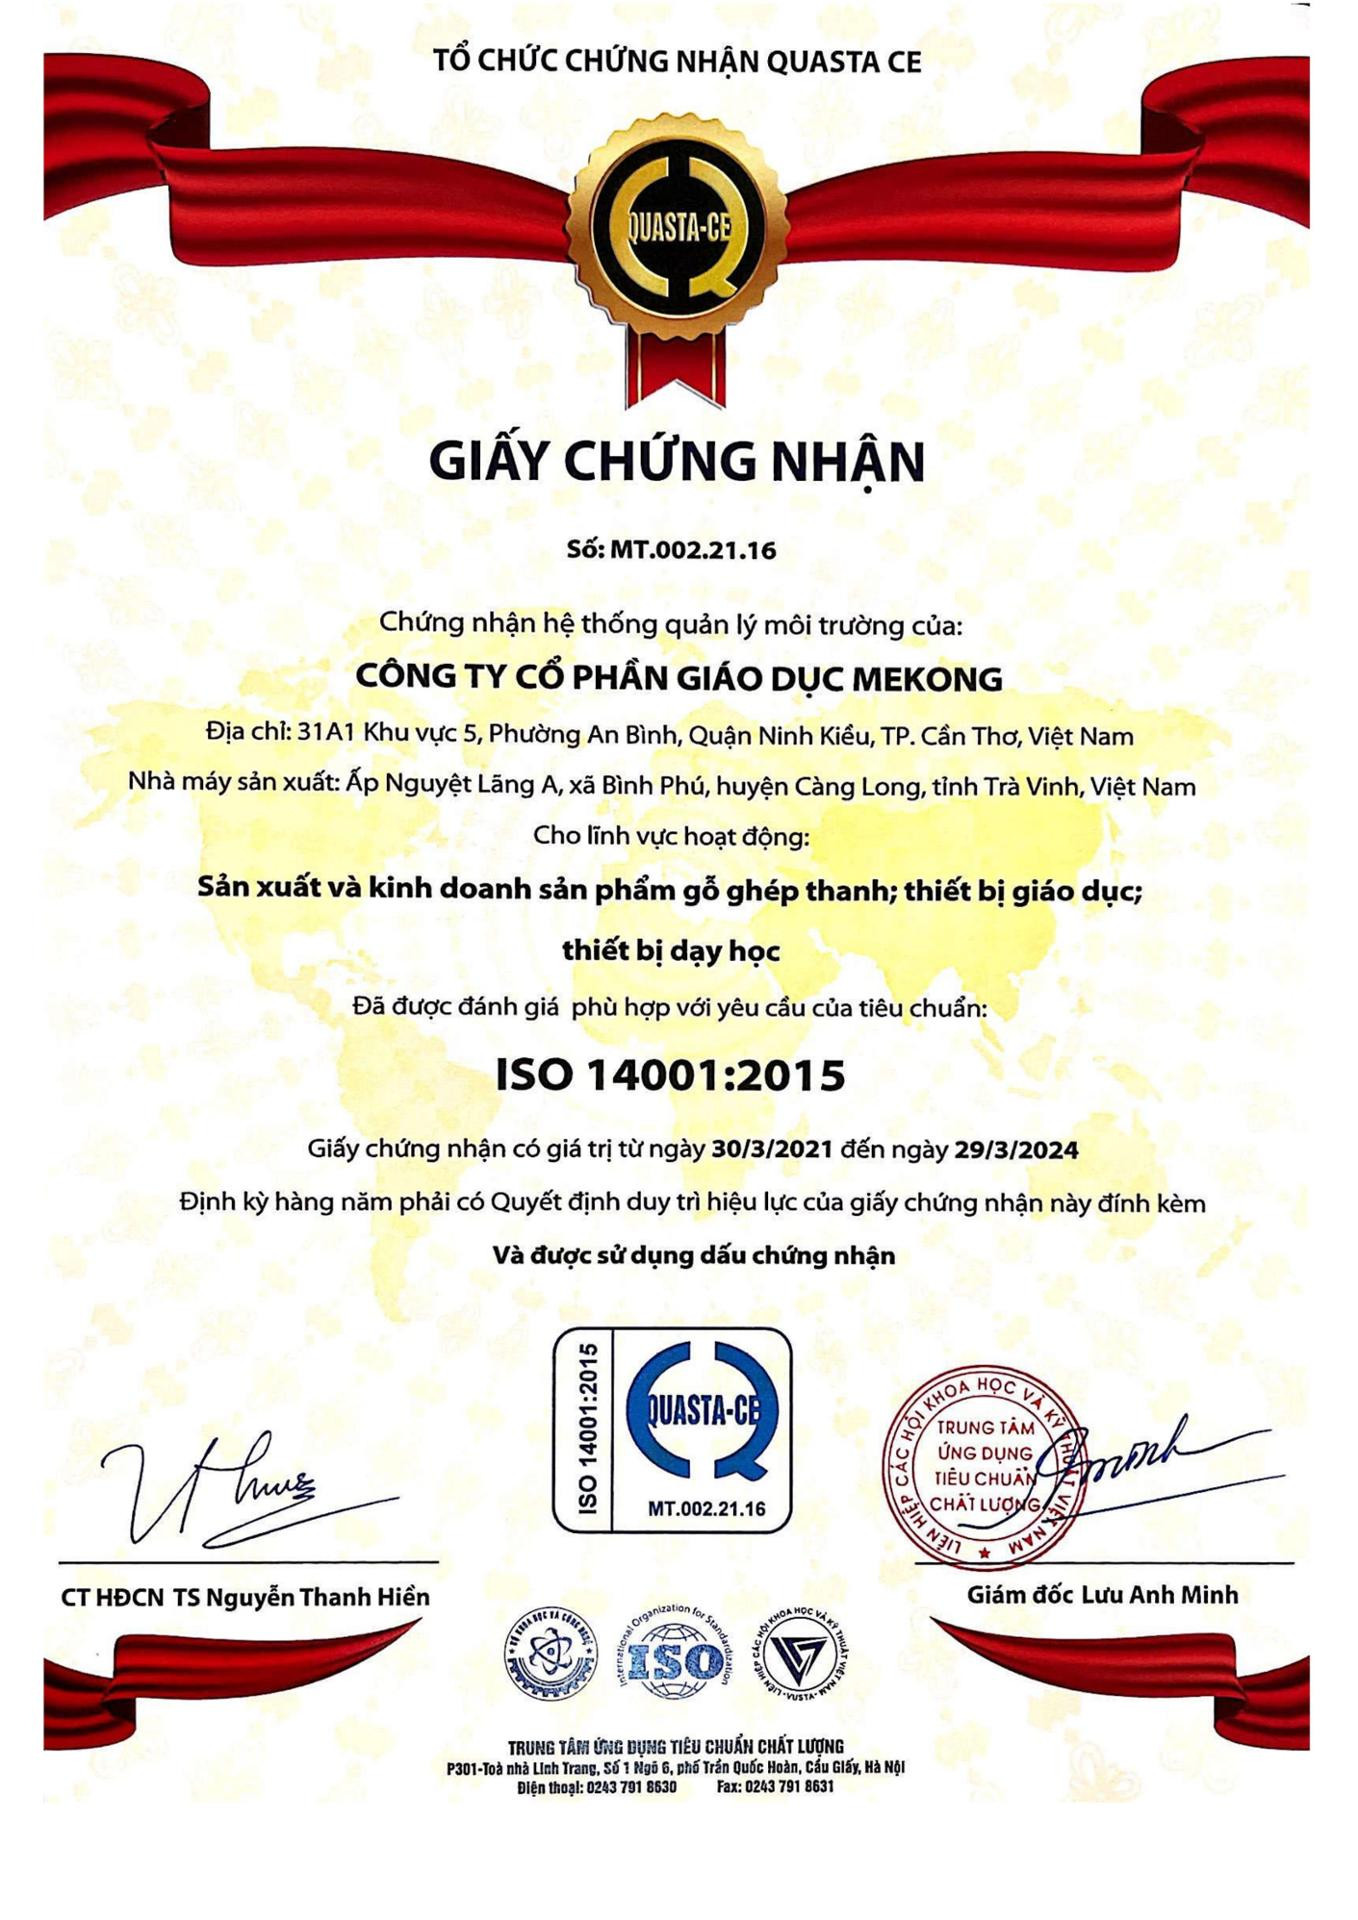 TỔ CHỨC CHỨNG NHẬN QUASTA CE
QUASTA-CE
GIẤY CHỨNG NHẬN
Số: MT.002.21.16
Chứng nhận hệ thống quản lý môi trường của:
CÔNG TY CỔ PHẦN GIÁO DỤC MEKONG
Địa chỉ: 31A1 Khu vực 5, Phường An Bình, Quận Ninh Kiều, TP. Cần Thơ, Việt Nam
Nhà máy sản xuất: Ấp Nguyệt Lãng A, xã Bình Phú, huyện Càng Long, tỉnh Trà Vinh, Việt Nam
Cho lĩnh vực hoạt động:
Sản xuất và kinh doanh sản phẩm gỗ ghép thanh; thiết bị giáo dục;
thiết bị dạy học
Đã được đánh giá phù hợp với yêu cầu của tiêu chuẩn:
ISO 14001:2015
Giấy chứng nhận có giá trị từ ngày 30/3/2021 đến ngày 29/3/2024
Định kỳ hàng năm phải có Quyết định duy trì hiệu lực của giấy chứng nhận này đính kèm
Và được sử dụng dấu chứng nhận
ISO 14001:2015
QUASTA-CE
MT.002.21.16
LIÊN HIỆP CÁC HỘI KHOA HỌC VÀ KỸ THUẬT VIỆT NAM
TRUNG TÂM
ỨNG DỤNG
TIÊU CHUẨN
CHẤT LƯỢNG
CT HĐCN TS Nguyễn Thanh Hiền
Giám đốc Lưu Anh Minh
BỘ KHOA HỌC VÀ CÔNG NGHỆ
International Organization for Standardization
ISO
LIÊN HIỆP CÁC HỘI KHOA HỌC VÀ KỸ THUẬT VIỆT NAM
VUSTA
TRUNG TÂM ỨNG DỤNG TIÊU CHUẨN CHẤT LƯỢNG
P301-Toà nhà Linh Trang, Số 1 Ngõ 6, phố Trần Quốc Hoàn, Cầu Giấy, Hà Nội
Điện thoại: 0243 791 8630 Fax: 0243 791 8631